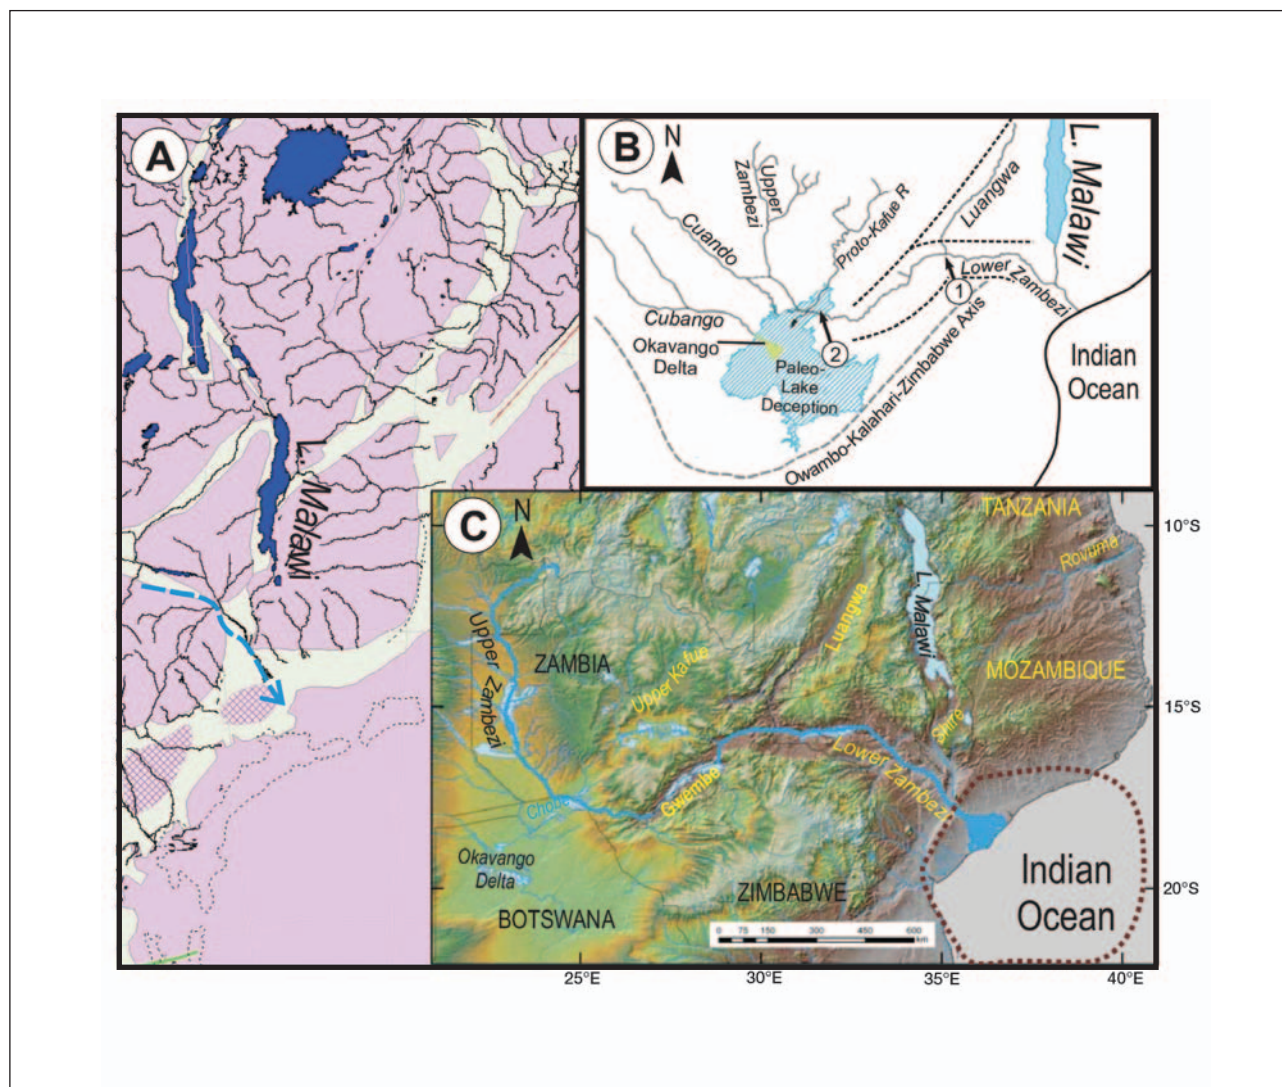 A
L. Malawi
B
N
Cuando
Upper
Zambezi
Proto-Kafue R
Luangwa
L. Malawi
Lower Zambezi
1
Cubango
Okavango
Delta
2
Paleo-
Lake
Deception
Owambo-Kalahari-Zimbabwe Axis
Indian
Ocean
C
N
TANZANIA
10°S
Rovuma
L. Malawi
Luangwa
Upper Zambezi
ZAMBIA
Upper Kafue
MOZAMBIQUE
15°S
Shire
Lower Zambezi
Gwembe
Chobe
Okavango
Delta
ZIMBABWE
Indian
Ocean
20°S
BOTSWANA
0 75 150 300 450 600
km
25°E 30°E 35°E 40°E